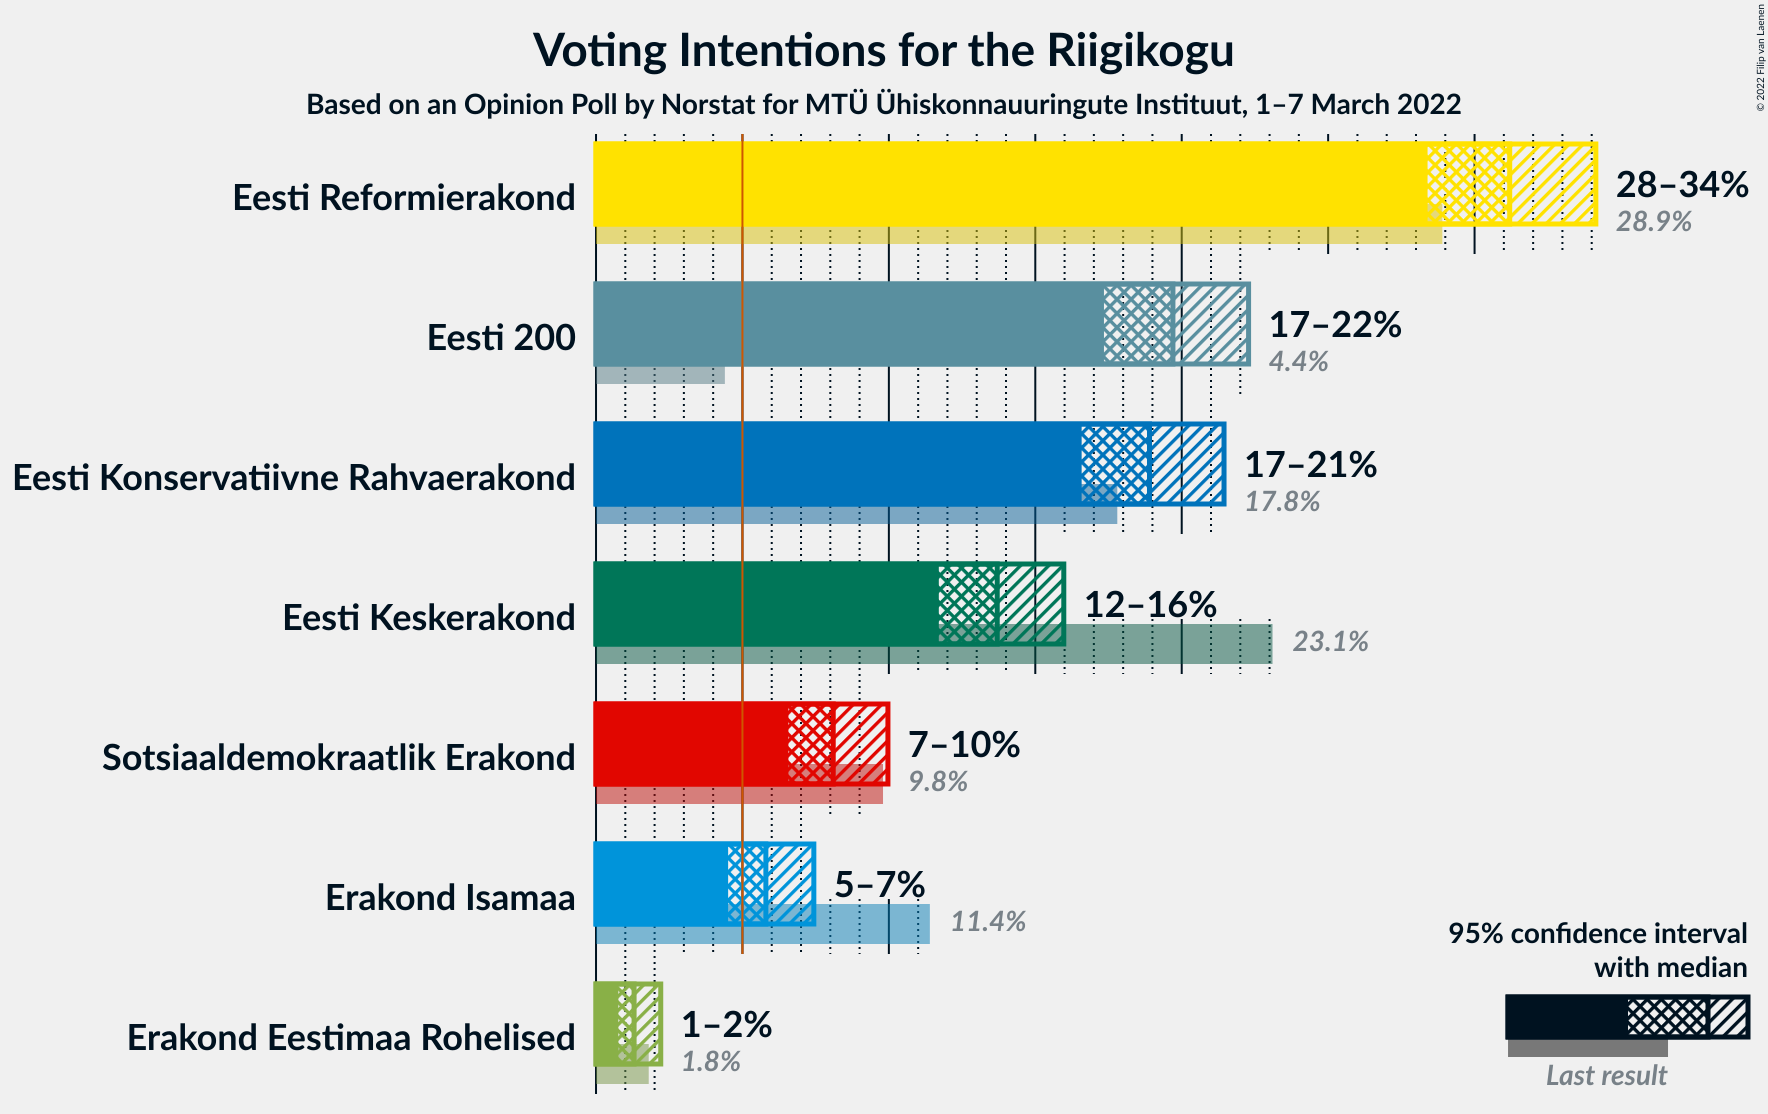 Voting Intentions for the Riigikogu
Based on an Opinion Poll by Norstat for MTÜ Ühiskonnauuringute Instituut, 1–7 March 2022
© 2022 Filip van Laenen
Eesti Reformierakond
28–34%
28.9%
Eesti 200
17–22%
4.4%
Eesti Konservatiivne Rahvaerakond
17–21%
17.8%
Eesti Keskerakond
12–16%
23.1%
Sotsiaaldemokraatlik Erakond
7–10%
9.8%
Erakond Isamaa
5–7%
11.4%
Erakond Eestimaa Rohelised
1–2%
1.8%
95% confidence interval
with median
Last result